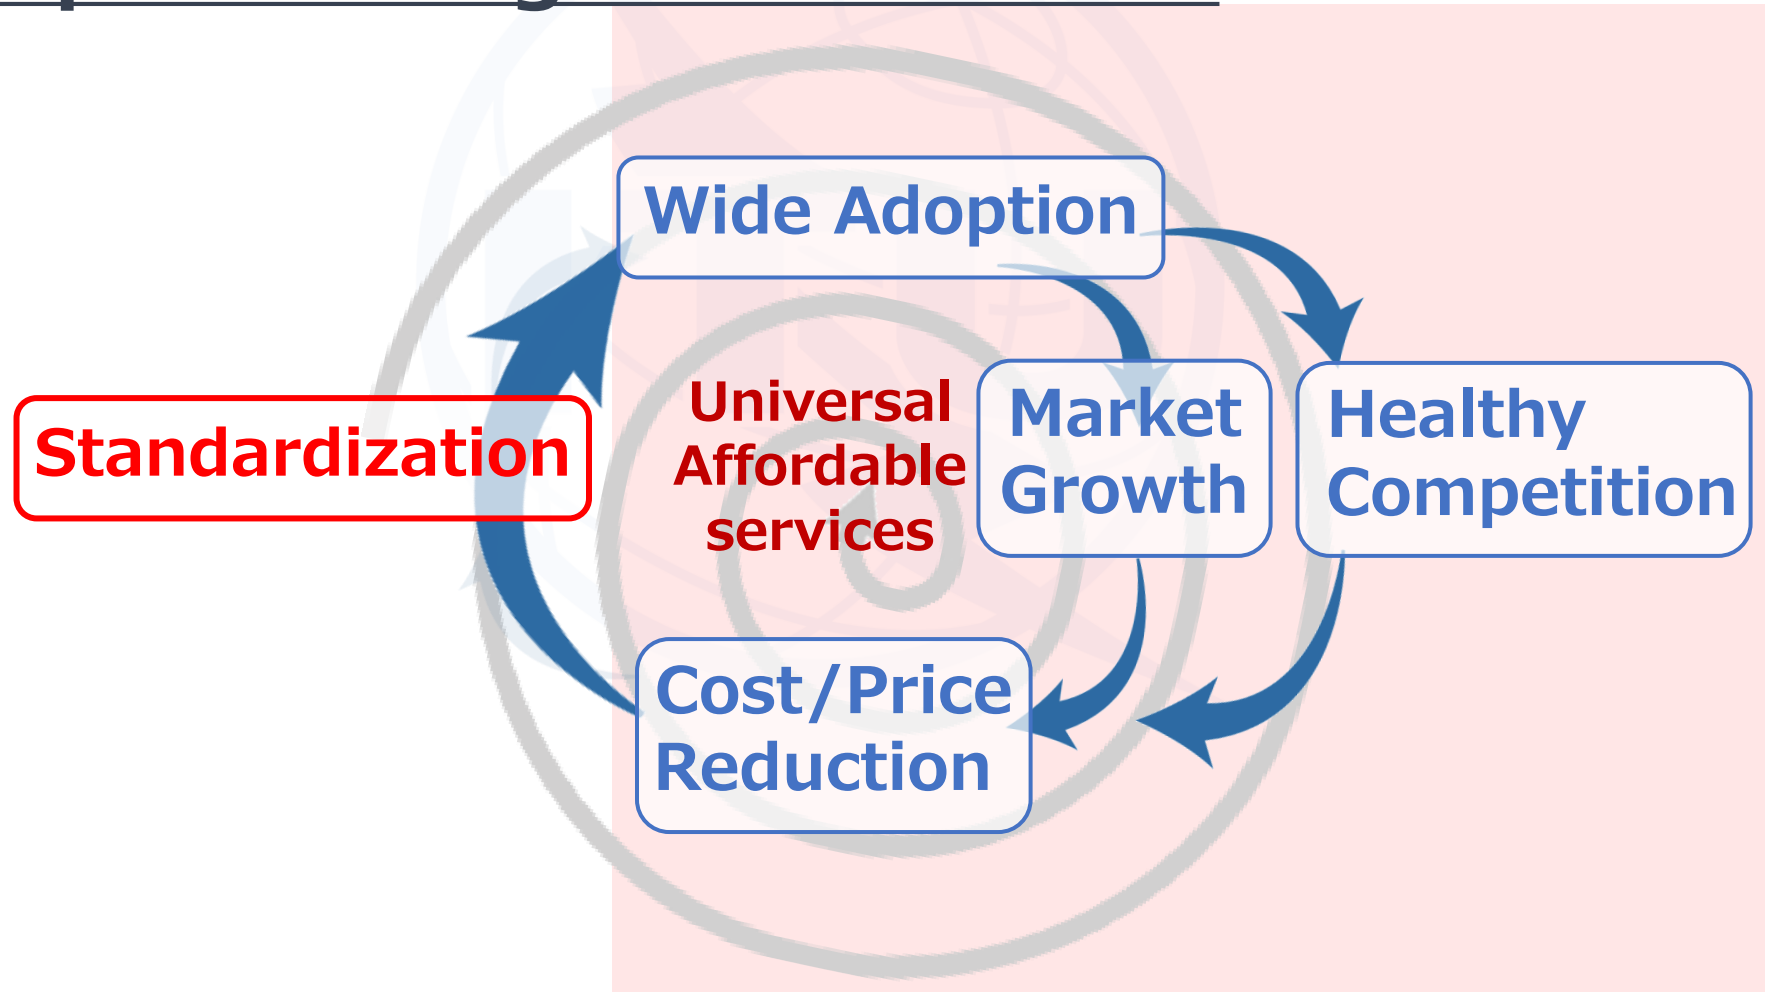 Wide Adoption
Standardization
Universal
Affordable
services
Market
Growth
Healthy
Competition
Cost/Price
Reduction